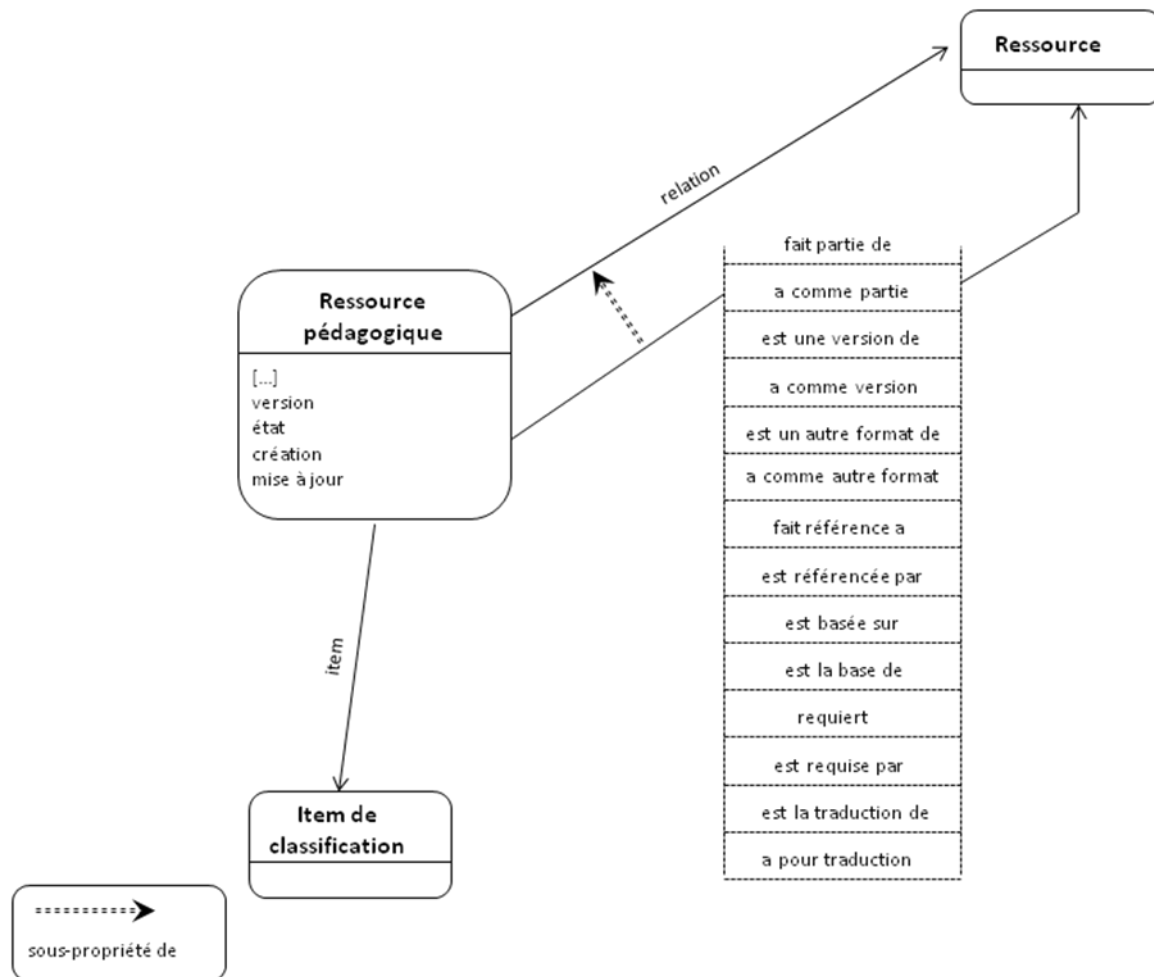 Ressource
relation
fait partie de
a comme partie
est une version de
a comme version
est un autre format de
a comme autre format
fait référence a
est référencée par
est basée sur
est la base de
requiert
est requise par
est la traduction de
a pour traduction
Ressource
pédagogique
[...]
version
état
création
mise à jour
item
Item de
classification
sous-propriété de